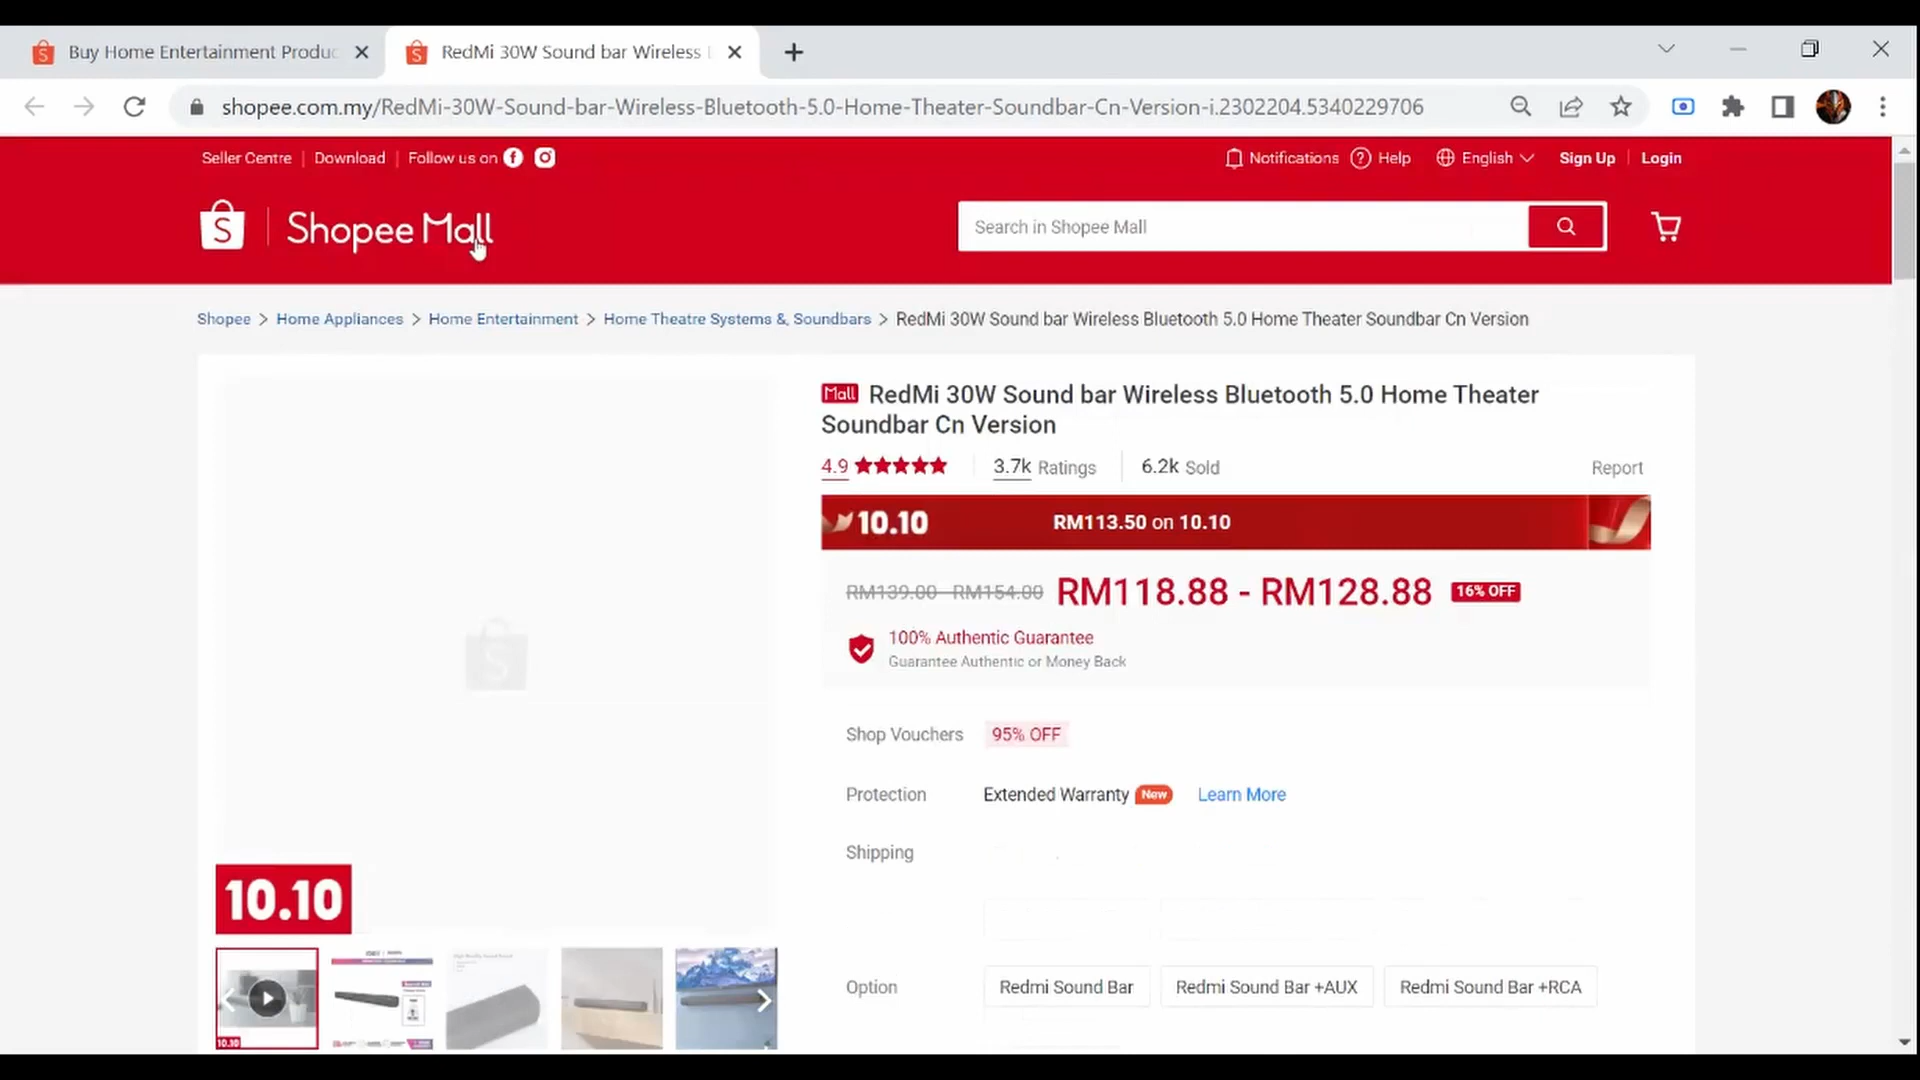 Buy Home Entertainment Produc
RedMi 30W Sound bar Wireless
shopee.com.my/RedMi-30W-Sound-bar-Wireless-Bluetooth-5.0-Home-Theater-Soundbar-Cn-Version-i.2302204.5340229706
Seller Centre | Download | Follow us on
Notifications Help English Sign Up | Login
Shopee Mall
Search in Shopee Mall
Shopee > Home Appliances > Home Entertainment > Home Theatre Systems & Soundbars > RedMi 30W Sound bar Wireless Bluetooth 5.0 Home Theater Soundbar Cn Version
Mall RedMi 30W Sound bar Wireless Bluetooth 5.0 Home Theater
Soundbar Cn Version
4.9 3.7k Ratings 6.2k Sold Report
10.10 RM113.50 on 10.10
RM139.00 - RM154.00 RM118.88 - RM128.88 16% OFF
100% Authentic Guarantee
Guarantee Authentic or Money Back
Shop Vouchers 95% OFF
Protection Extended Warranty New Learn More
Shipping
10.10
Option Redmi Sound Bar Redmi Sound Bar +AUX Redmi Sound Bar +RCA
10.10